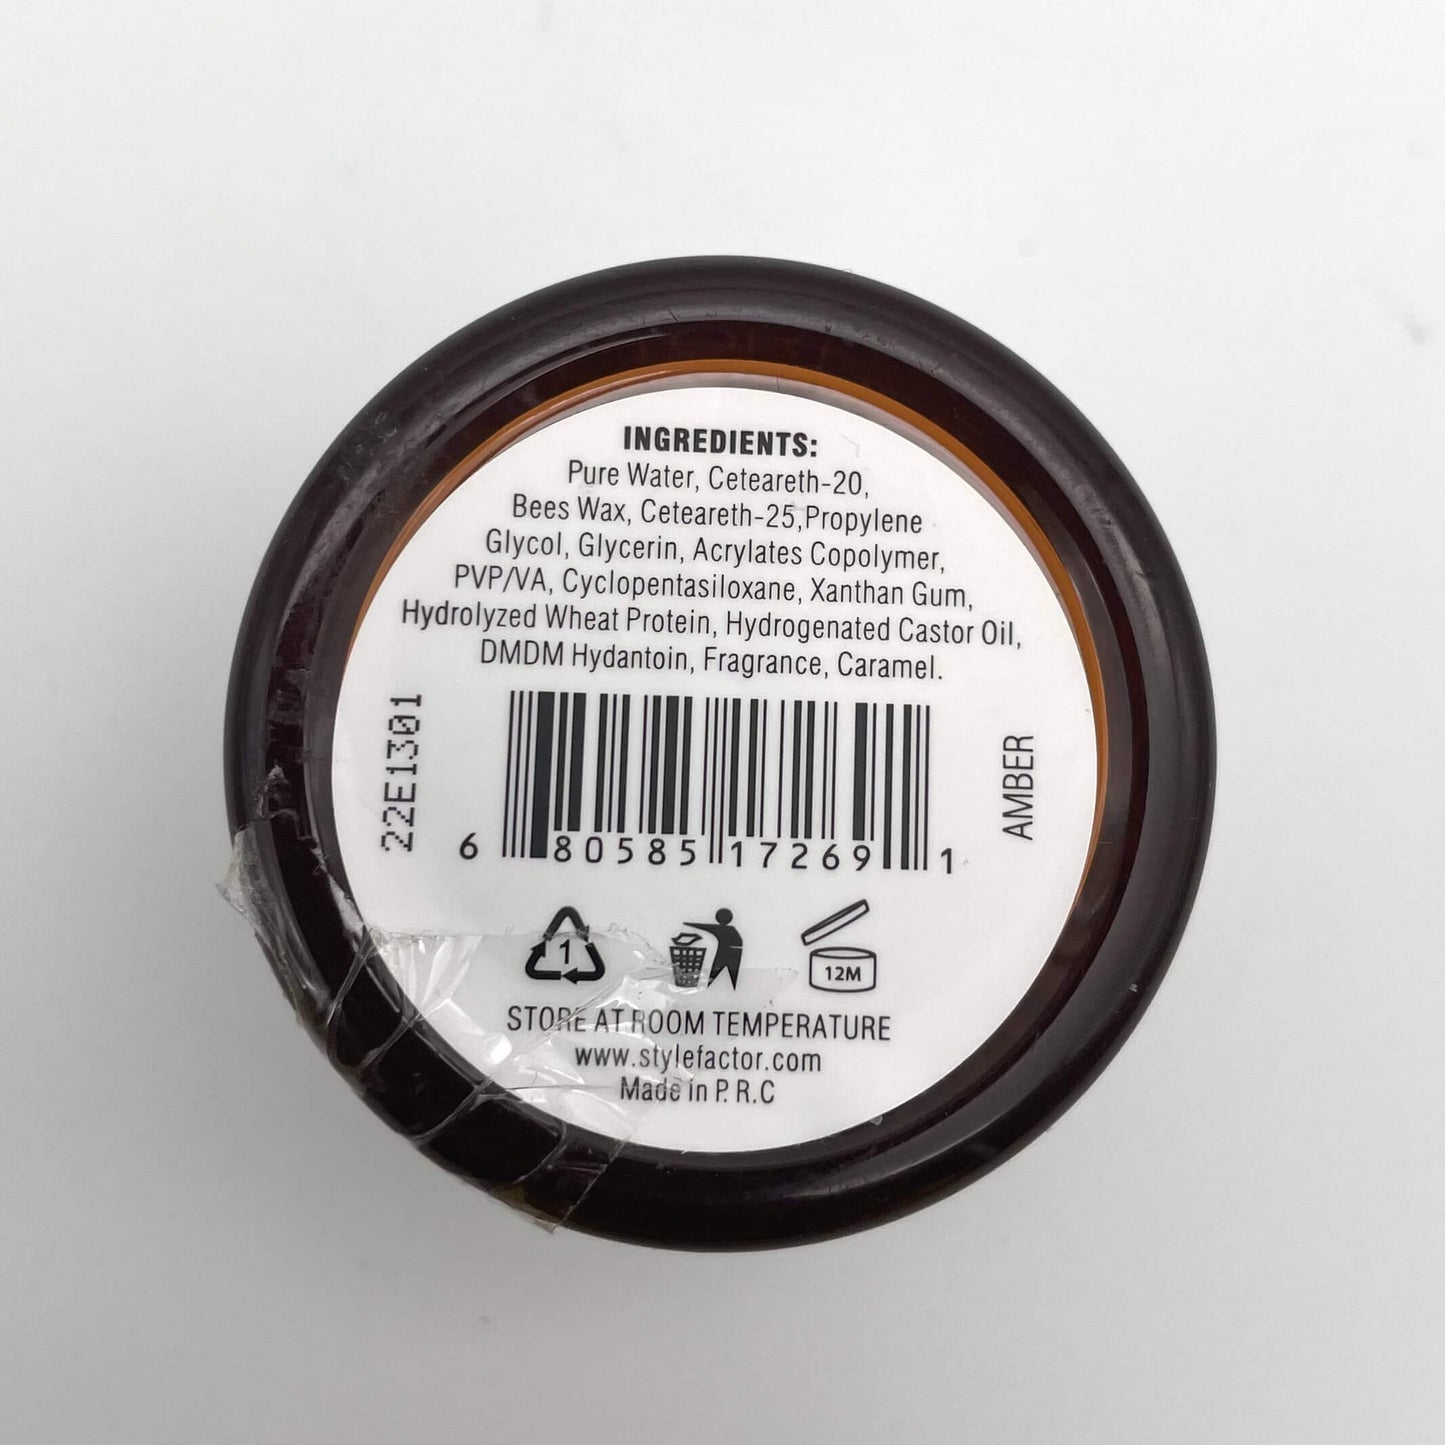 INGREDIENTS:
Pure Water, Ceteareth-20,
Bees Wax, Ceteareth-25,Propylene
Glycol, Glycerin, Acrylates Copolymer,
PVP/VA, Cyclopentasiloxane, Xanthan Gum,
Hydrolyzed Wheat Protein, Hydrogenated Castor Oil,
DMDM Hydantoin, Fragrance, Caramel.
22E1301
6 80585 17269 1
AMBER
1
12M
STORE AT ROOM TEMPERATURE
www.stylefactor.com
Made in P. R.C